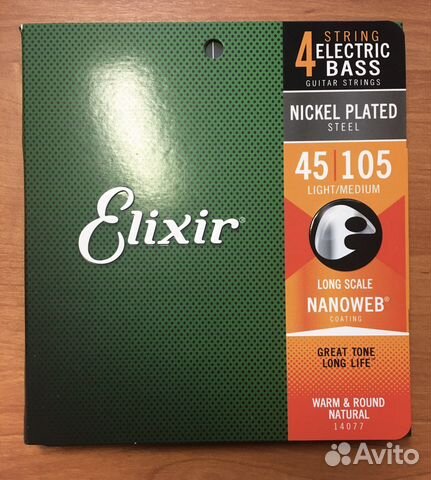 4 STRING
ELECTRIC
BASS
GUITAR STRINGS
NICKEL PLATED
STEEL
45 | 105
LIGHT/MEDIUM
Elixir®
E
LONG SCALE
NANOWEB®
COATING
GREAT TONE
LONG LIFE™
WARM & ROUND
NATURAL
14077
Avito